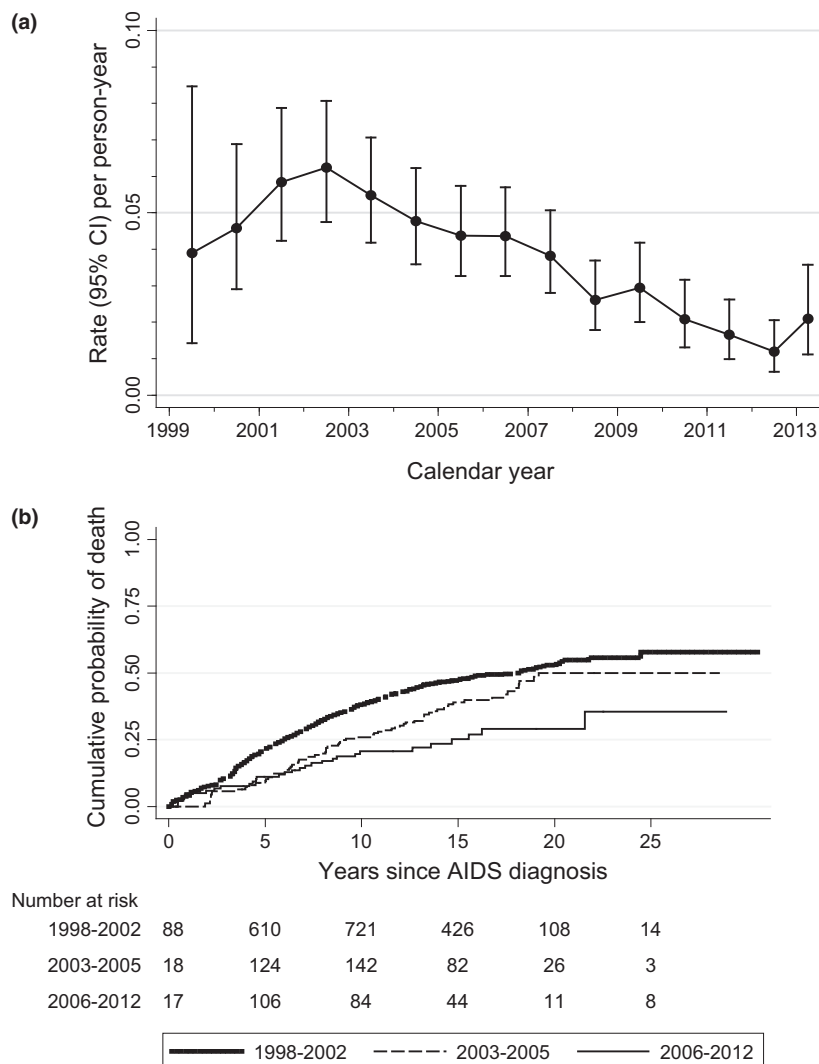 (a)
Rate (95% CI) per person-year
0.10
0.05
0.00
1999 2001 2003 2005 2007 2009 2011 2013
Calendar year
(b)
Cumulative probability of death
1.00
0.75
0.50
0.25
0.00
0 5 10 15 20 25
Years since AIDS diagnosis
Number at risk
1998-2002 88 610 721 426 108 14
2003-2005 18 124 142 82 26 3
2006-2012 17 106 84 44 11 8
1998-2002 2003-2005 2006-2012